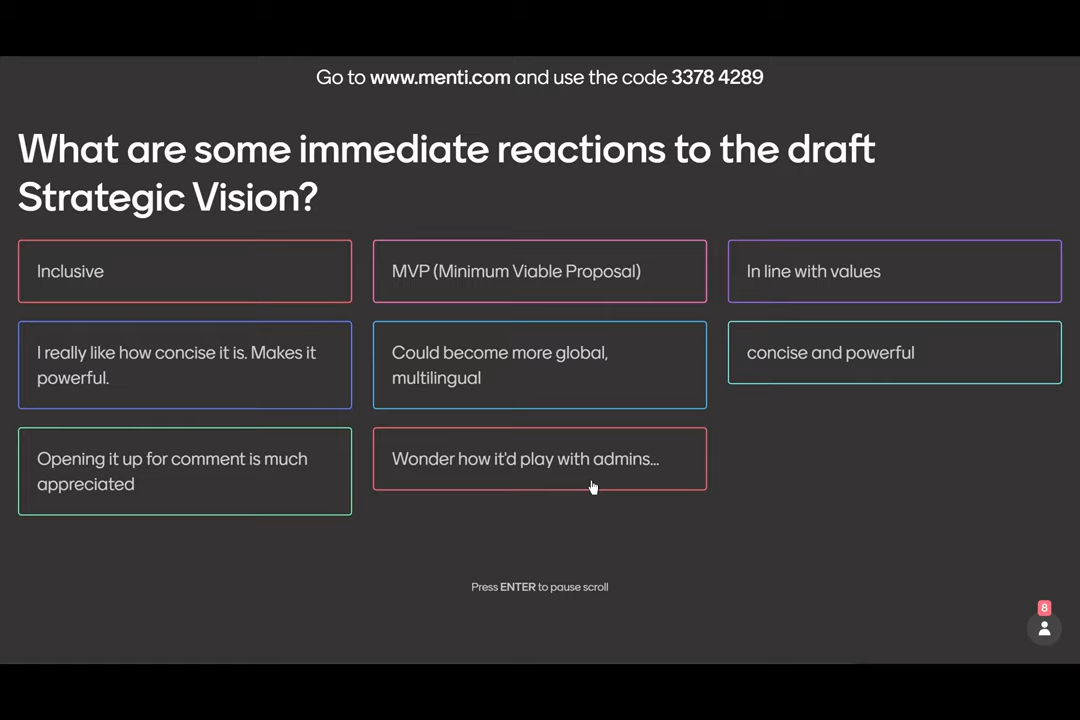 Go to www.menti.com and use the code 3378 4289
What are some immediate reactions to the draft
Strategic Vision?
Inclusive
MVP (Minimum Viable Proposal)
In line with values
I really like how concise it is. Makes it
powerful.
Could become more global,
multilingual
concise and powerful
Opening it up for comment is much
appreciated
Wonder how it'd play with admins...
Press ENTER to pause scroll
8